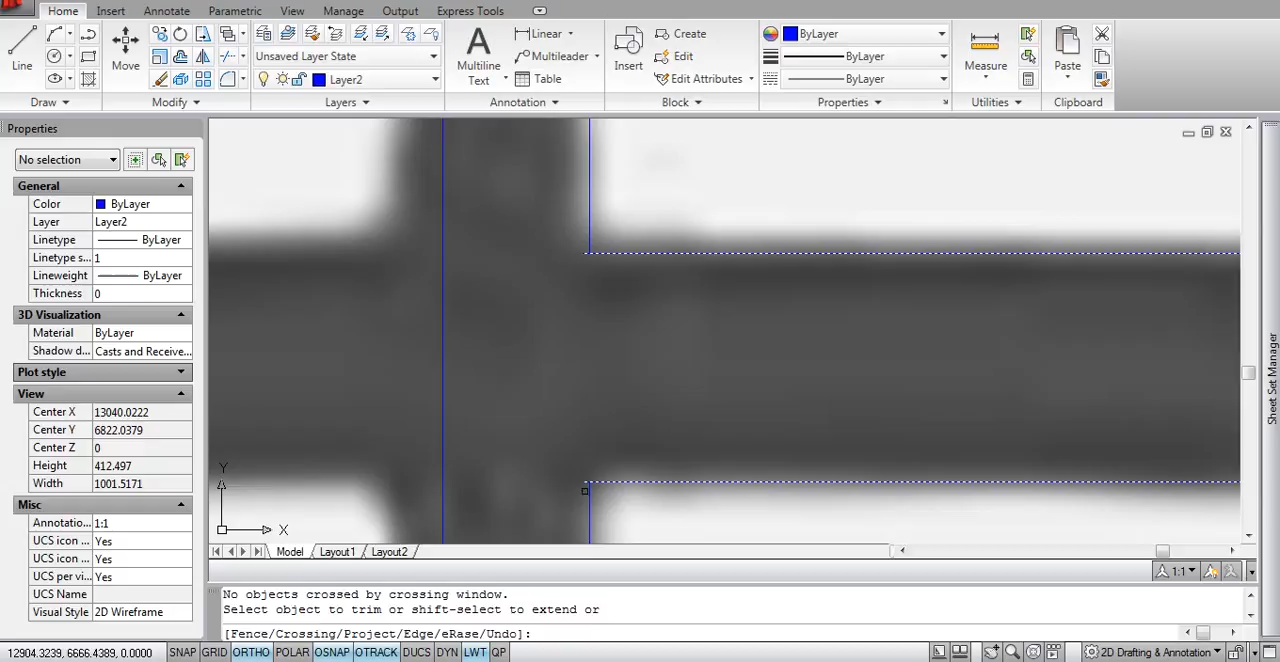 Home Insert Annotate Parametric View Manage Output Express Tools
Line Move Unsaved Layer State Multiline Text Linear Insert Create ByLayer Measure Paste
Multileader Edit ByLayer
Layer2 Table Edit Attributes ByLayer
Draw Modify Layers Annotation Block Properties Utilities Clipboard
Properties
No selection
General
Color ByLayer
Layer Layer2
Linetype ByLayer
Linetype s... 1
Lineweight ByLayer
Thickness 0
3D Visualization
Material ByLayer
Shadow d... Casts and Receive...
Plot style
View
Center X 13040.0222
Center Y 6822.0379
Center Z 0
Height 412.497
Width 1001.5171
Misc
Annotatio... 1:1
UCS icon ... Yes
UCS icon ... Yes
UCS per vi... Yes
UCS Name
Visual Style 2D Wireframe
Y
X
Sheet Set Manager
Model Layout1 Layout2
1:1
No objects crossed by crossing window.
Select object to trim or shift-select to extend or
[Fence/Crossing/Project/Edge/eRase/Undo]:
12904.3239, 6666.4389, 0.0000 SNAP GRID ORTHO POLAR OSNAP OTRACK DUCS DYN LWT QP 2D Drafting & Annotation